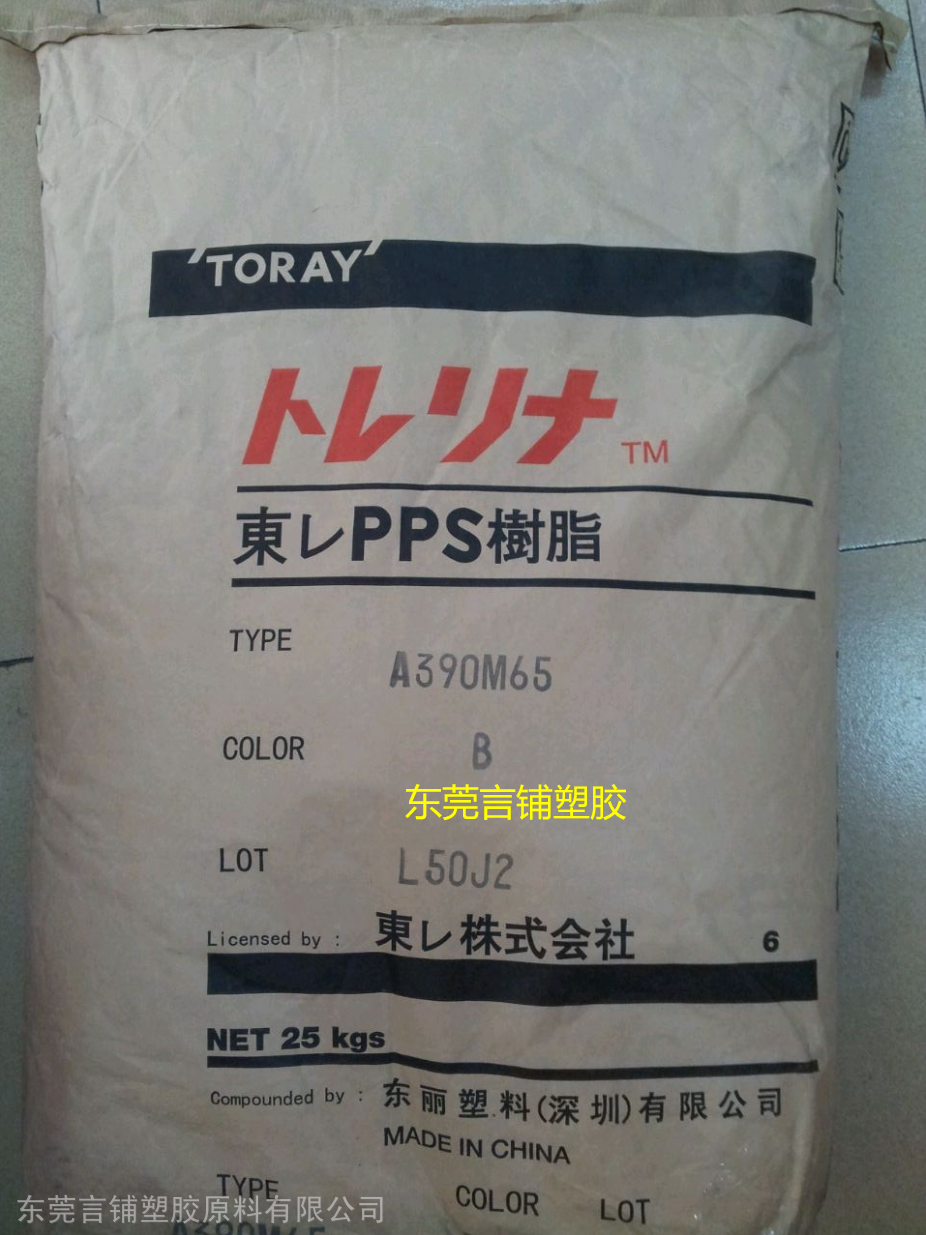 'TORAY'
トレリナ TM
東レPPS樹脂
TYPE A390M65
COLOR B
东莞言铺塑胶
LOT L50J2
Licensed by : 東レ株式会社 6
NET 25 kgs
Compounded by : 东丽塑料(深圳)有限公司
MADE IN CHINA
TYPE COLOR LOT
东莞言铺塑胶原料有限公司
A390M65